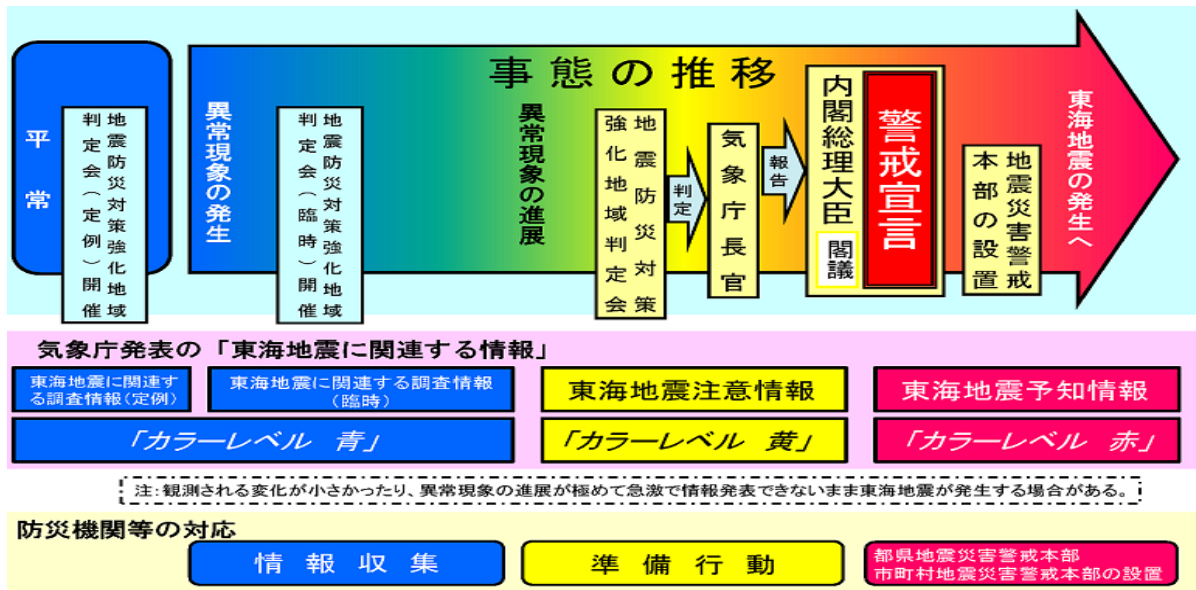 事態の推移
平常
地震防災対策強化地域
判定会(定例)開催
異常現象の発生
地震防災対策強化地域
判定会(臨時)開催
異常現象の進展
地震防災対策
強化地域判定会
判定
気象庁長官
報告
内閣総理大臣
閣議
警戒宣言
地震災害警戒
本部の設置
東海地震の発生へ
気象庁発表の「東海地震に関連する情報」
東海地震に関連す
る調査情報(定例)
東海地震に関連する調査情報
(臨時)
東海地震注意情報
東海地震予知情報
「カラーレベル 青」
「カラーレベル 黄」
「カラーレベル 赤」
注:観測される変化が小さかったり、異常現象の進展が極めて急激で情報発表できないまま東海地震が発生する場合がある。
防災機関等の対応
情報収集
準備行動
都県地震災害警戒本部
市町村地震災害警戒本部の設置